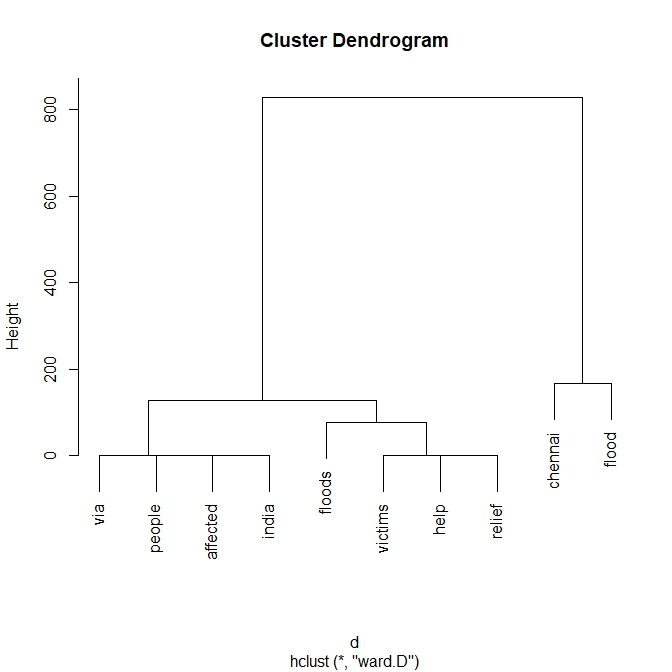 Cluster Dendrogram
Height
800
600
400
200
0
via
people
affected
india
floods
victims
help
relief
chennai
flood
d
hclust (*, "ward.D")